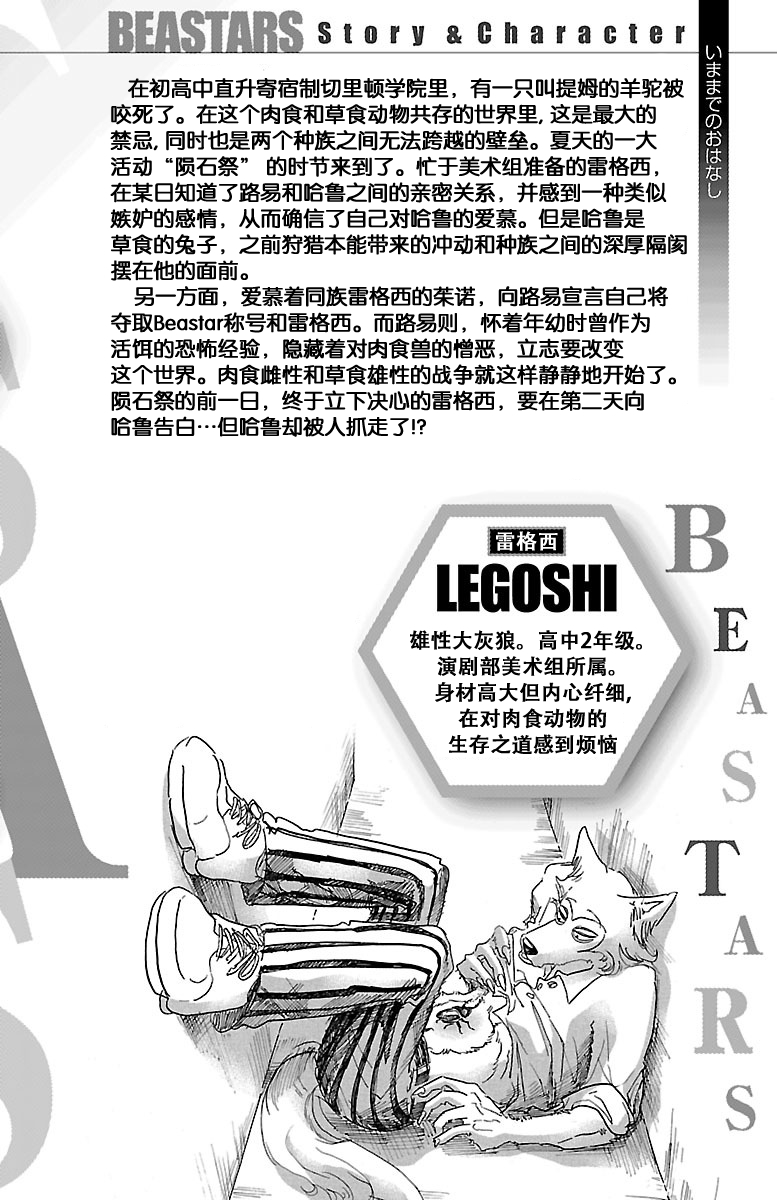 BEASTARS Story & Character
いままでのおはなし
在初高中直升寄宿制切里顿学院里，有一只叫提姆的羊驼被
咬死了。在这个肉食和草食动物共存的世界里, 这是最大的
禁忌, 同时也是两个种族之间无法跨越的壁垒。夏天的一大
活动“陨石祭” 的时节来到了。忙于美术组准备的雷格西，
在某日知道了路易和哈鲁之间的亲密关系，并感到一种类似
嫉妒的感情，从而确信了自己对哈鲁的爱慕。但是哈鲁是
草食的兔子，之前狩猎本能带来的冲动和种族之间的深厚隔阂
摆在他的面前。
另一方面，爱慕着同族雷格西的茱诺，向路易宣言自己将
夺取Beastar称号和雷格西。而路易则，怀着年幼时曾作为
活饵的恐怖经验，隐藏着对肉食兽的憎恶，立志要改变
这个世界。肉食雌性和草食雄性的战争就这样静静地开始了。
陨石祭的前一日，终于立下决心的雷格西，要在第二天向
哈鲁告白…但哈鲁却被人抓走了!?
雷格西
LEGOSHI
雄性大灰狼。高中2年级。
演剧部美术组所属。
身材高大但内心纤细,
在对肉食动物的
生存之道感到烦恼
BEASTARS